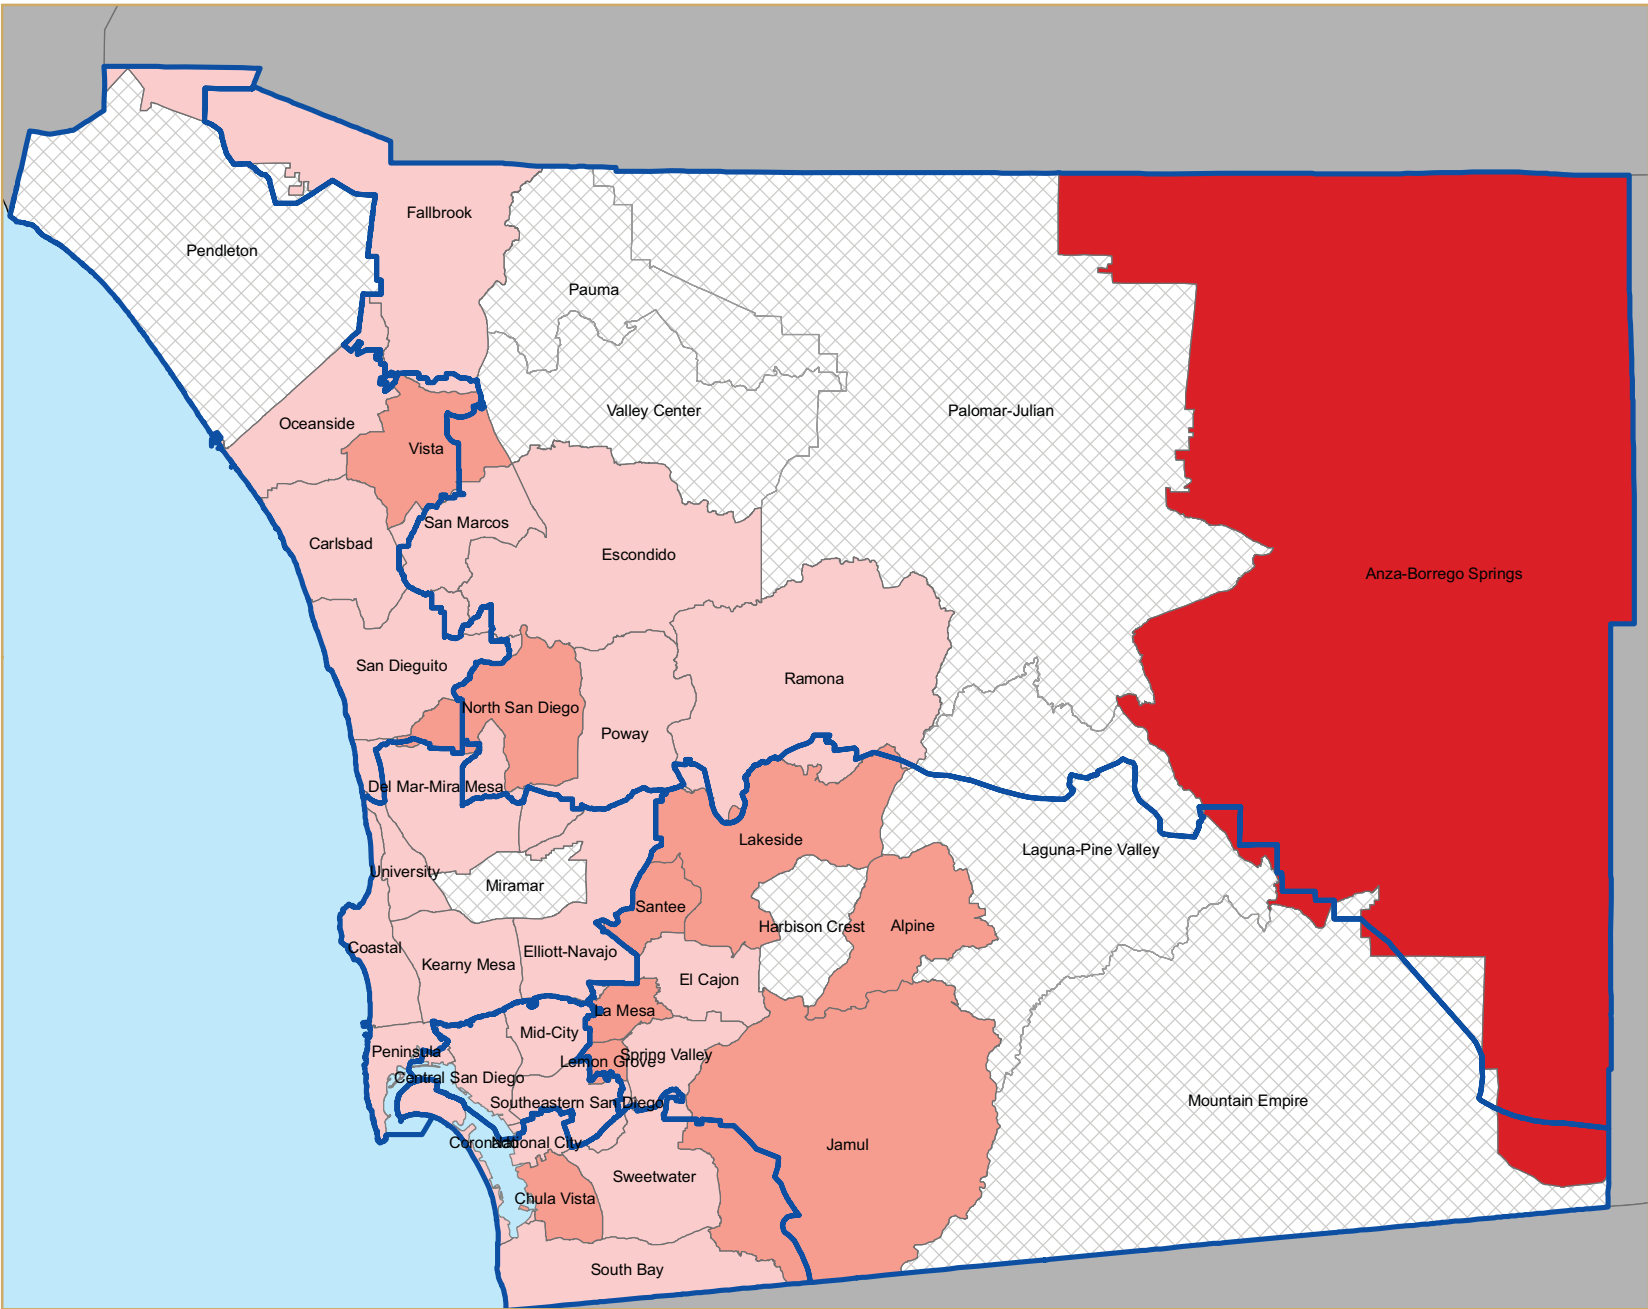 Fallbrook
Pendleton
Pauma
Valley Center
Palomar-Julian
Oceanside
Vista
San Marcos
Carlsbad
Escondido
Anza-Borrego Springs
San Dieguito
Ramona
North San Diego
Poway
Del Mar-Mira Mesa
Lakeside
Laguna-Pine Valley
University
Miramar
Santee
Harbison Crest
Alpine
Coastal
Elliott-Navajo
Kearny Mesa
El Cajon
La Mesa
Mid-City
Peninsula
Lemon Grove
Spring Valley
Central San Diego
Southeastern San Diego
Mountain Empire
Coronado
National City
Jamul
Sweetwater
Chula Vista
South Bay